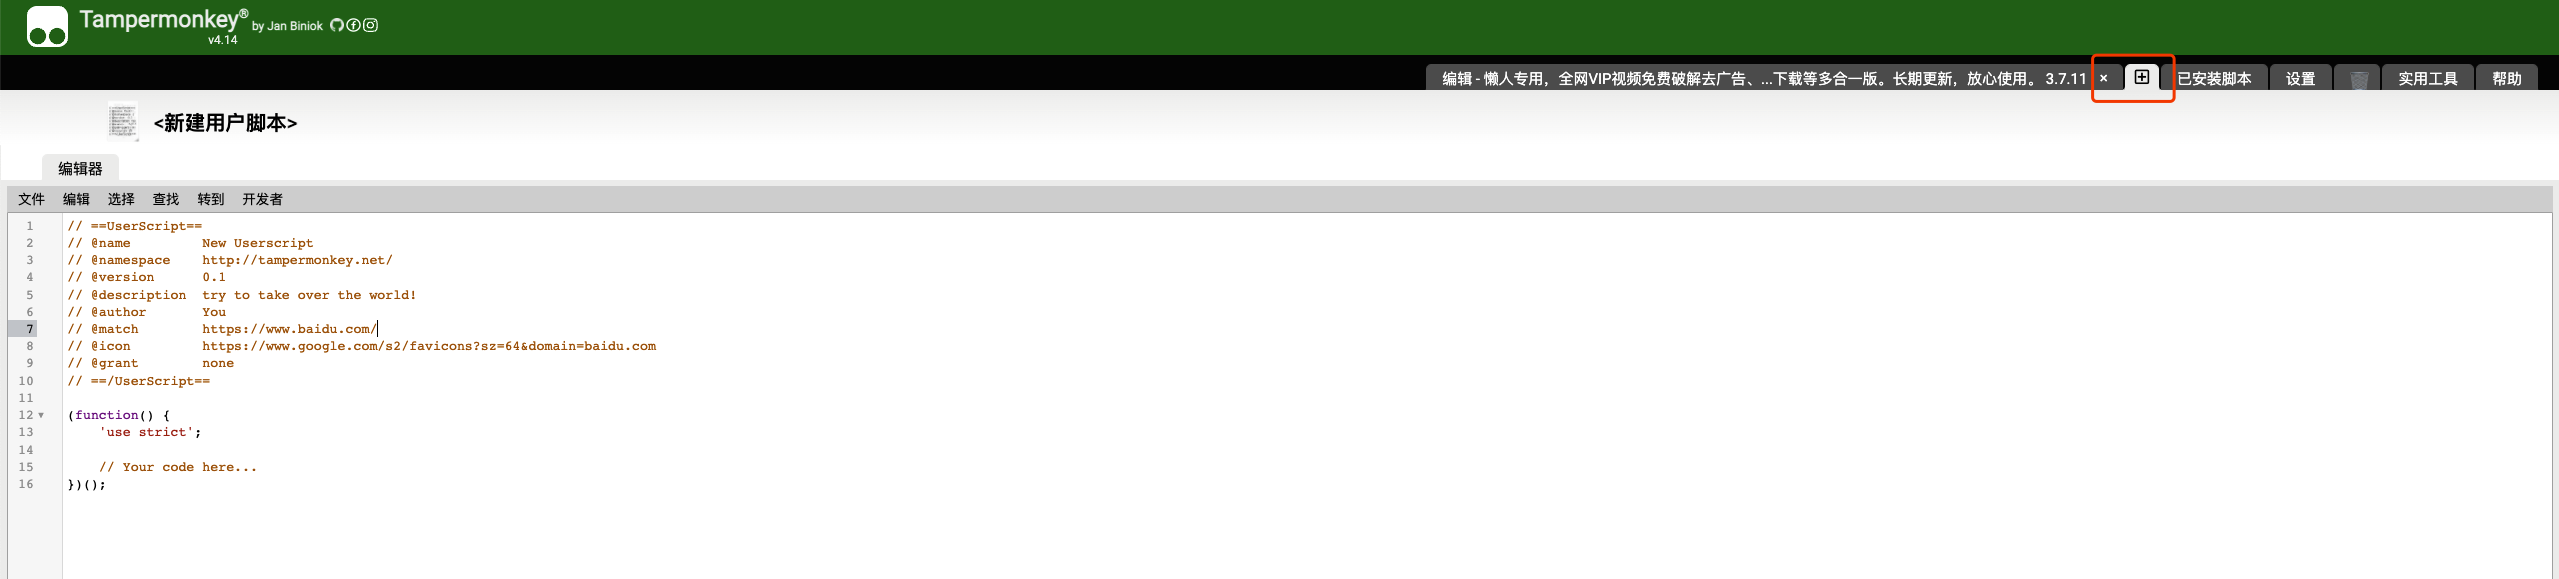 Tampermonkey® by Jan Biniok
v4.14
编辑 - 懒人专用，全网VIP视频免费破解去广告、...下载等多合一版。长期更新，放心使用。 3.7.11 × 已安装脚本 设置 实用工具 帮助
<新建用户脚本>
编辑器
文件 编辑 选择 查找 转到 开发者
1 // ==UserScript==
2 // @name         New Userscript
3 // @namespace    http://tampermonkey.net/
4 // @version      0.1
5 // @description  try to take over the world!
6 // @author       You
7 // @match        https://www.baidu.com/
8 // @icon         https://www.google.com/s2/favicons?sz=64&domain=baidu.com
9 // @grant        none
10 // ==/UserScript==
11
12 (function() {
13     'use strict';
14
15     // Your code here...
16 })();